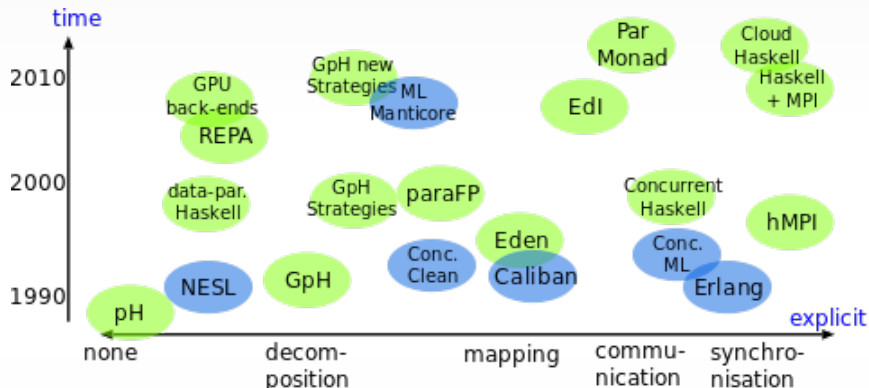 time
Par
Monad
Cloud
Haskell
GpH new
Strategies
2010
GPU
back-ends
ML
Manticore
Haskell
+ MPI
EdI
REPA
2000
data-par.
Haskell
GpH
Strategies
paraFP
Concurrent
Haskell
hMPI
Eden
Conc.
Clean
Conc.
ML
1990
NESL
GpH
Caliban
Erlang
pH
explicit
none
decom-
position
mapping
commu-
nication
synchro-
nisation